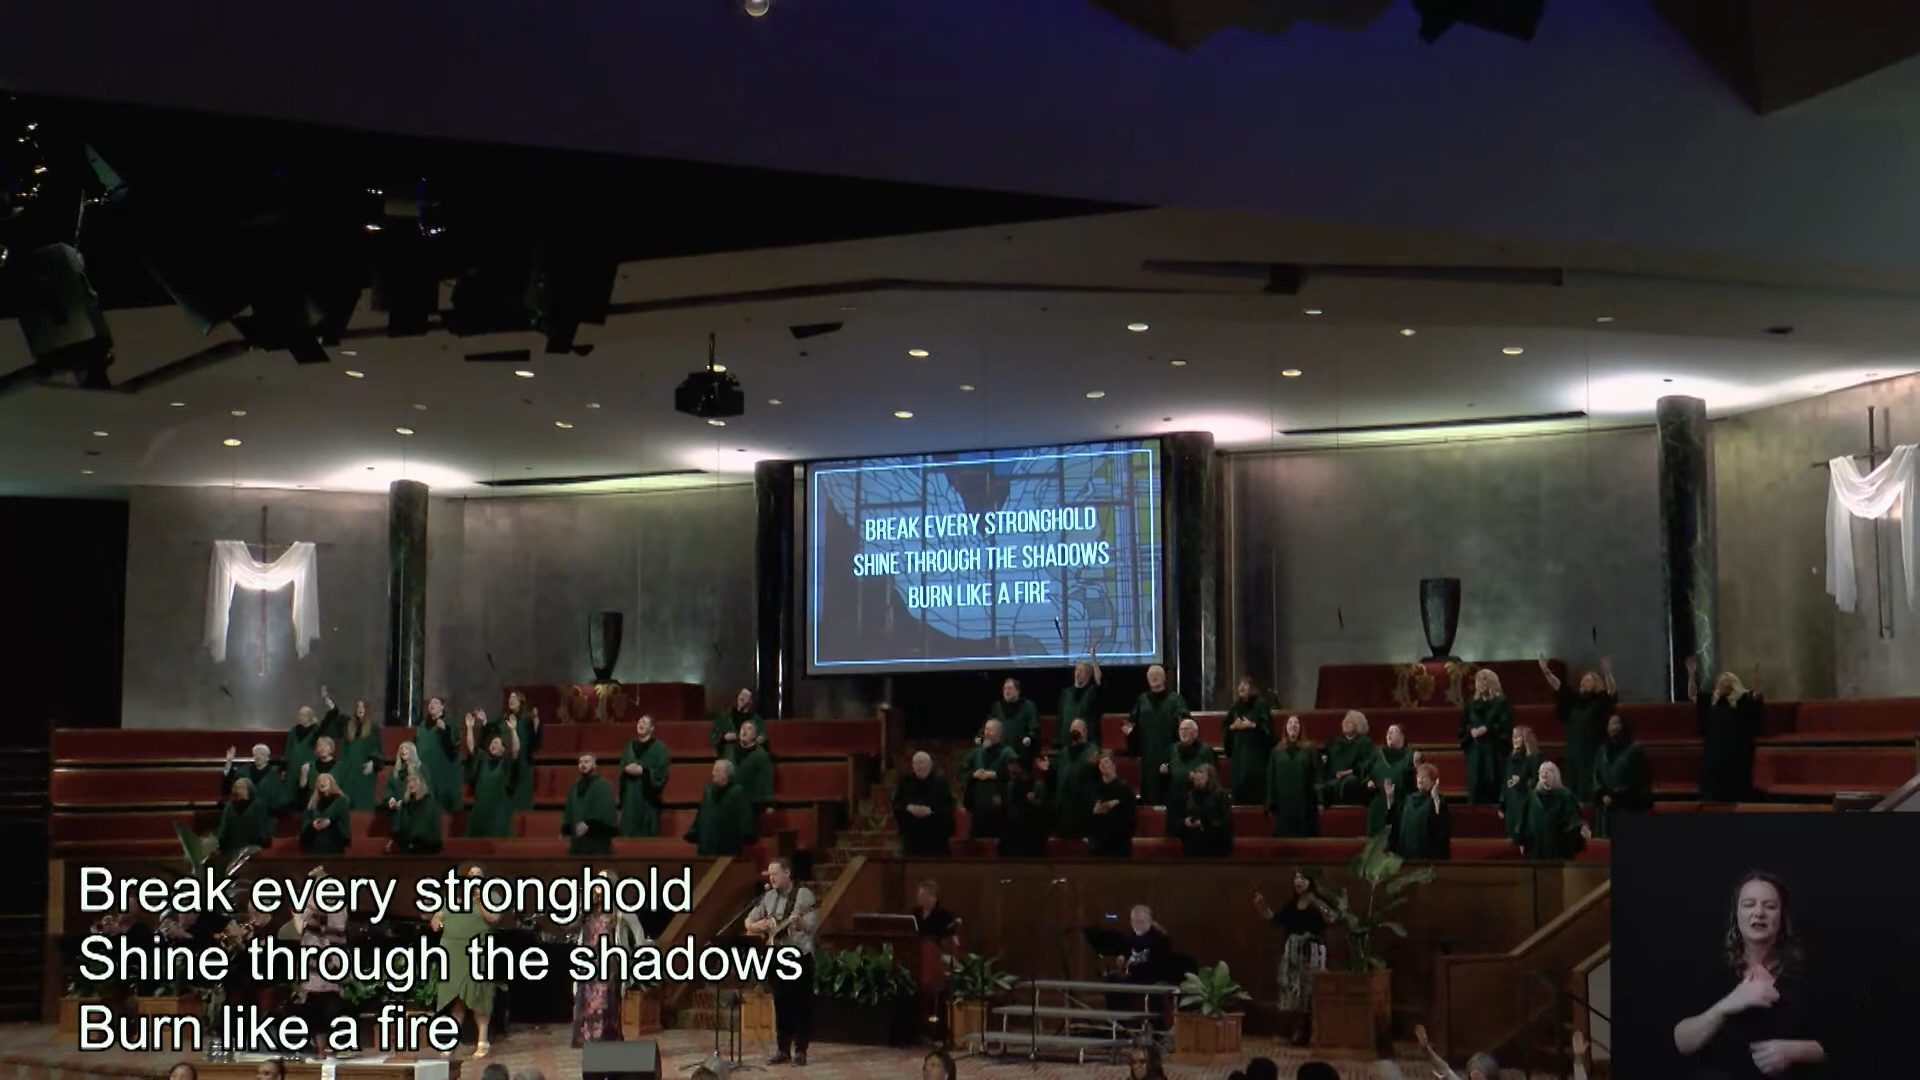 BREAK EVERY STRONGHOLD
SHINE THROUGH THE SHADOWS
BURN LIKE A FIRE
Break every stronghold
Shine through the shadows
Burn like a fire